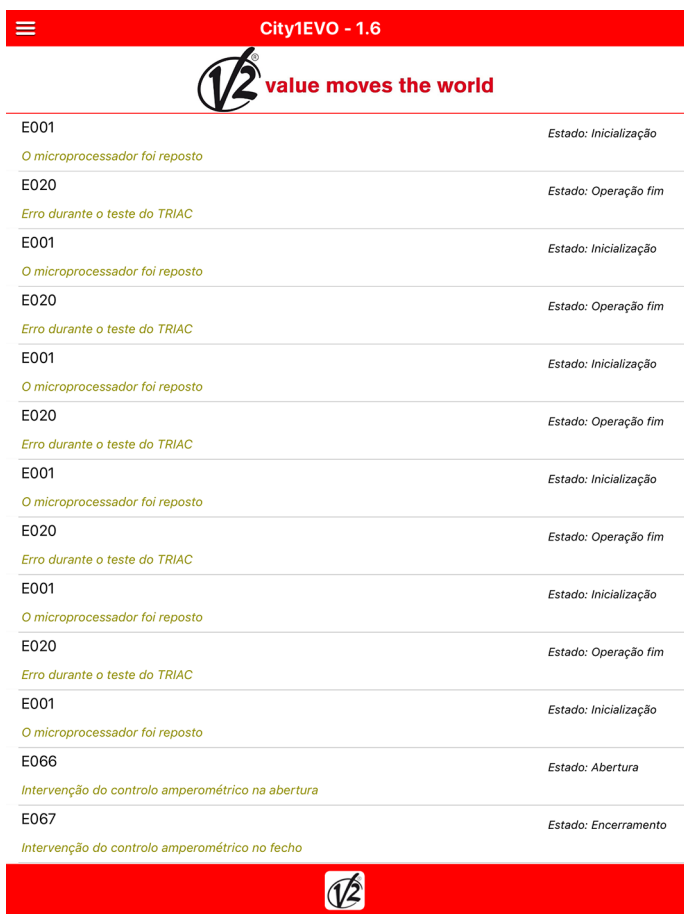 City1EVO - 1.6
V2® value moves the world
E001
Estado: Inicialização
O microprocessador foi reposto
E020
Estado: Operação fim
Erro durante o teste do TRIAC
E001
Estado: Inicialização
O microprocessador foi reposto
E020
Estado: Operação fim
Erro durante o teste do TRIAC
E001
Estado: Inicialização
O microprocessador foi reposto
E020
Estado: Operação fim
Erro durante o teste do TRIAC
E001
Estado: Inicialização
O microprocessador foi reposto
E020
Estado: Operação fim
Erro durante o teste do TRIAC
E001
Estado: Inicialização
O microprocessador foi reposto
E020
Estado: Operação fim
Erro durante o teste do TRIAC
E001
Estado: Inicialização
O microprocessador foi reposto
E066
Estado: Abertura
Intervenção do controlo amperométrico na abertura
E067
Estado: Encerramento
Intervenção do controlo amperométrico no fecho
V2